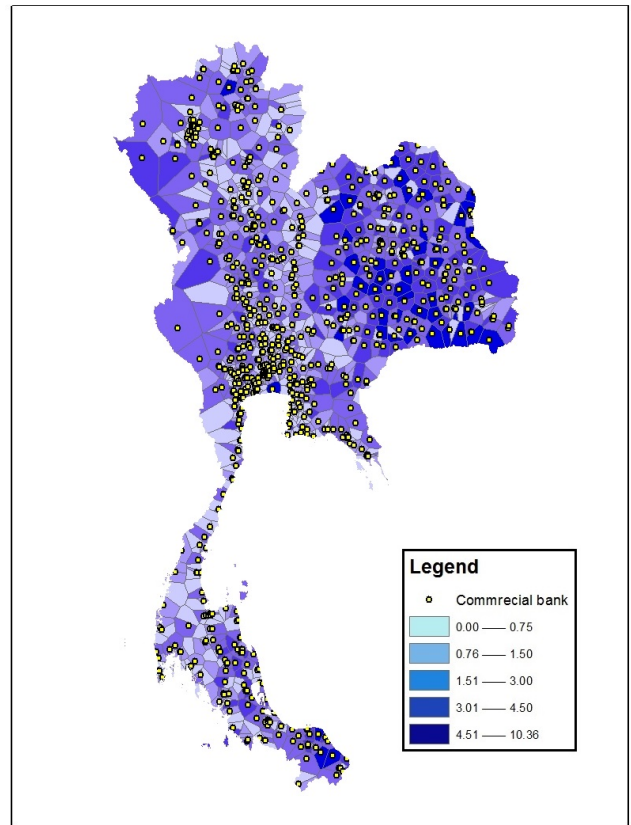 Legend
Commrecial bank
0.00 —— 0.75
0.76 — 1.50
1.51 — 3.00
3.01 —— 4.50
4.51 —— 10.36